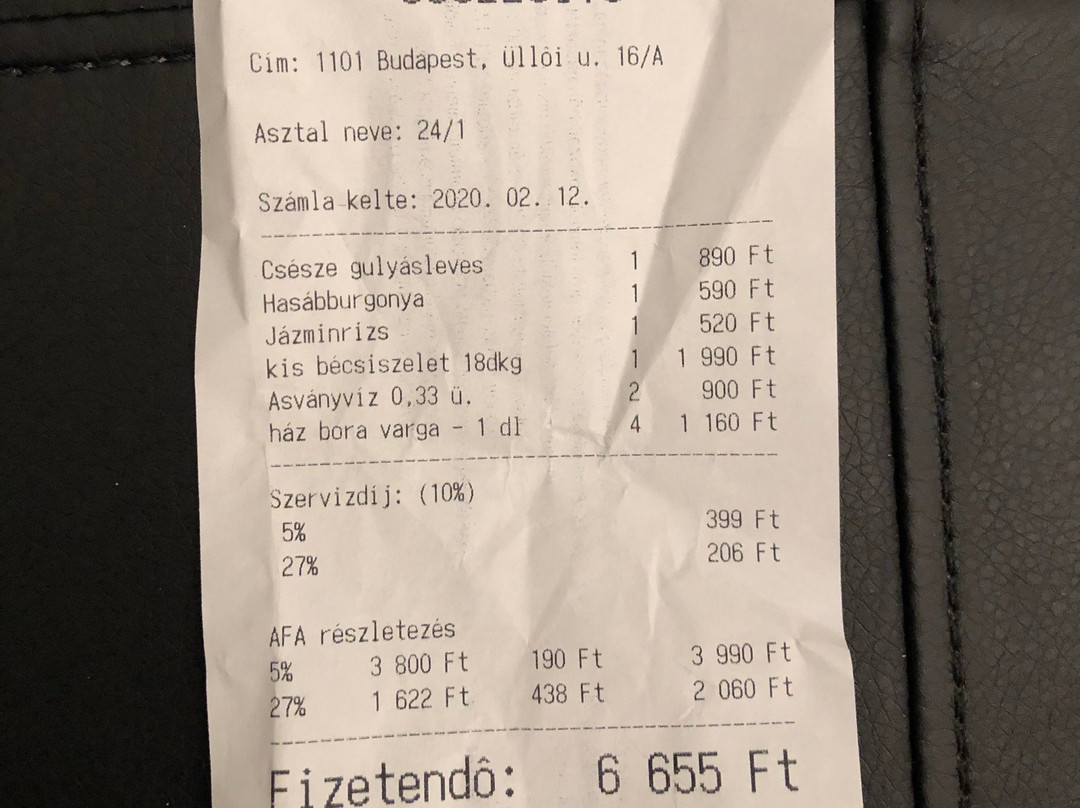 Cím: 1101 Budapest, Üllôi u. 16/A
Asztal neve: 24/1
Számla kelte: 2020. 02. 12.
Csésze gulyásleves 1 890 Ft
Hasábburgonya 1 590 Ft
Jázminrizs 1 520 Ft
kis bécsiszelet 18dkg 1 1 990 Ft
Asványvíz 0,33 ü. 2 900 Ft
ház bora varga - 1 dl 4 1 160 Ft
Szervizdíj: (10%)
5% 399 Ft
27% 206 Ft
AFA részletezés
5% 3 800 Ft 190 Ft 3 990 Ft
27% 1 622 Ft 438 Ft 2 060 Ft
Fizetendô: 6 655 Ft